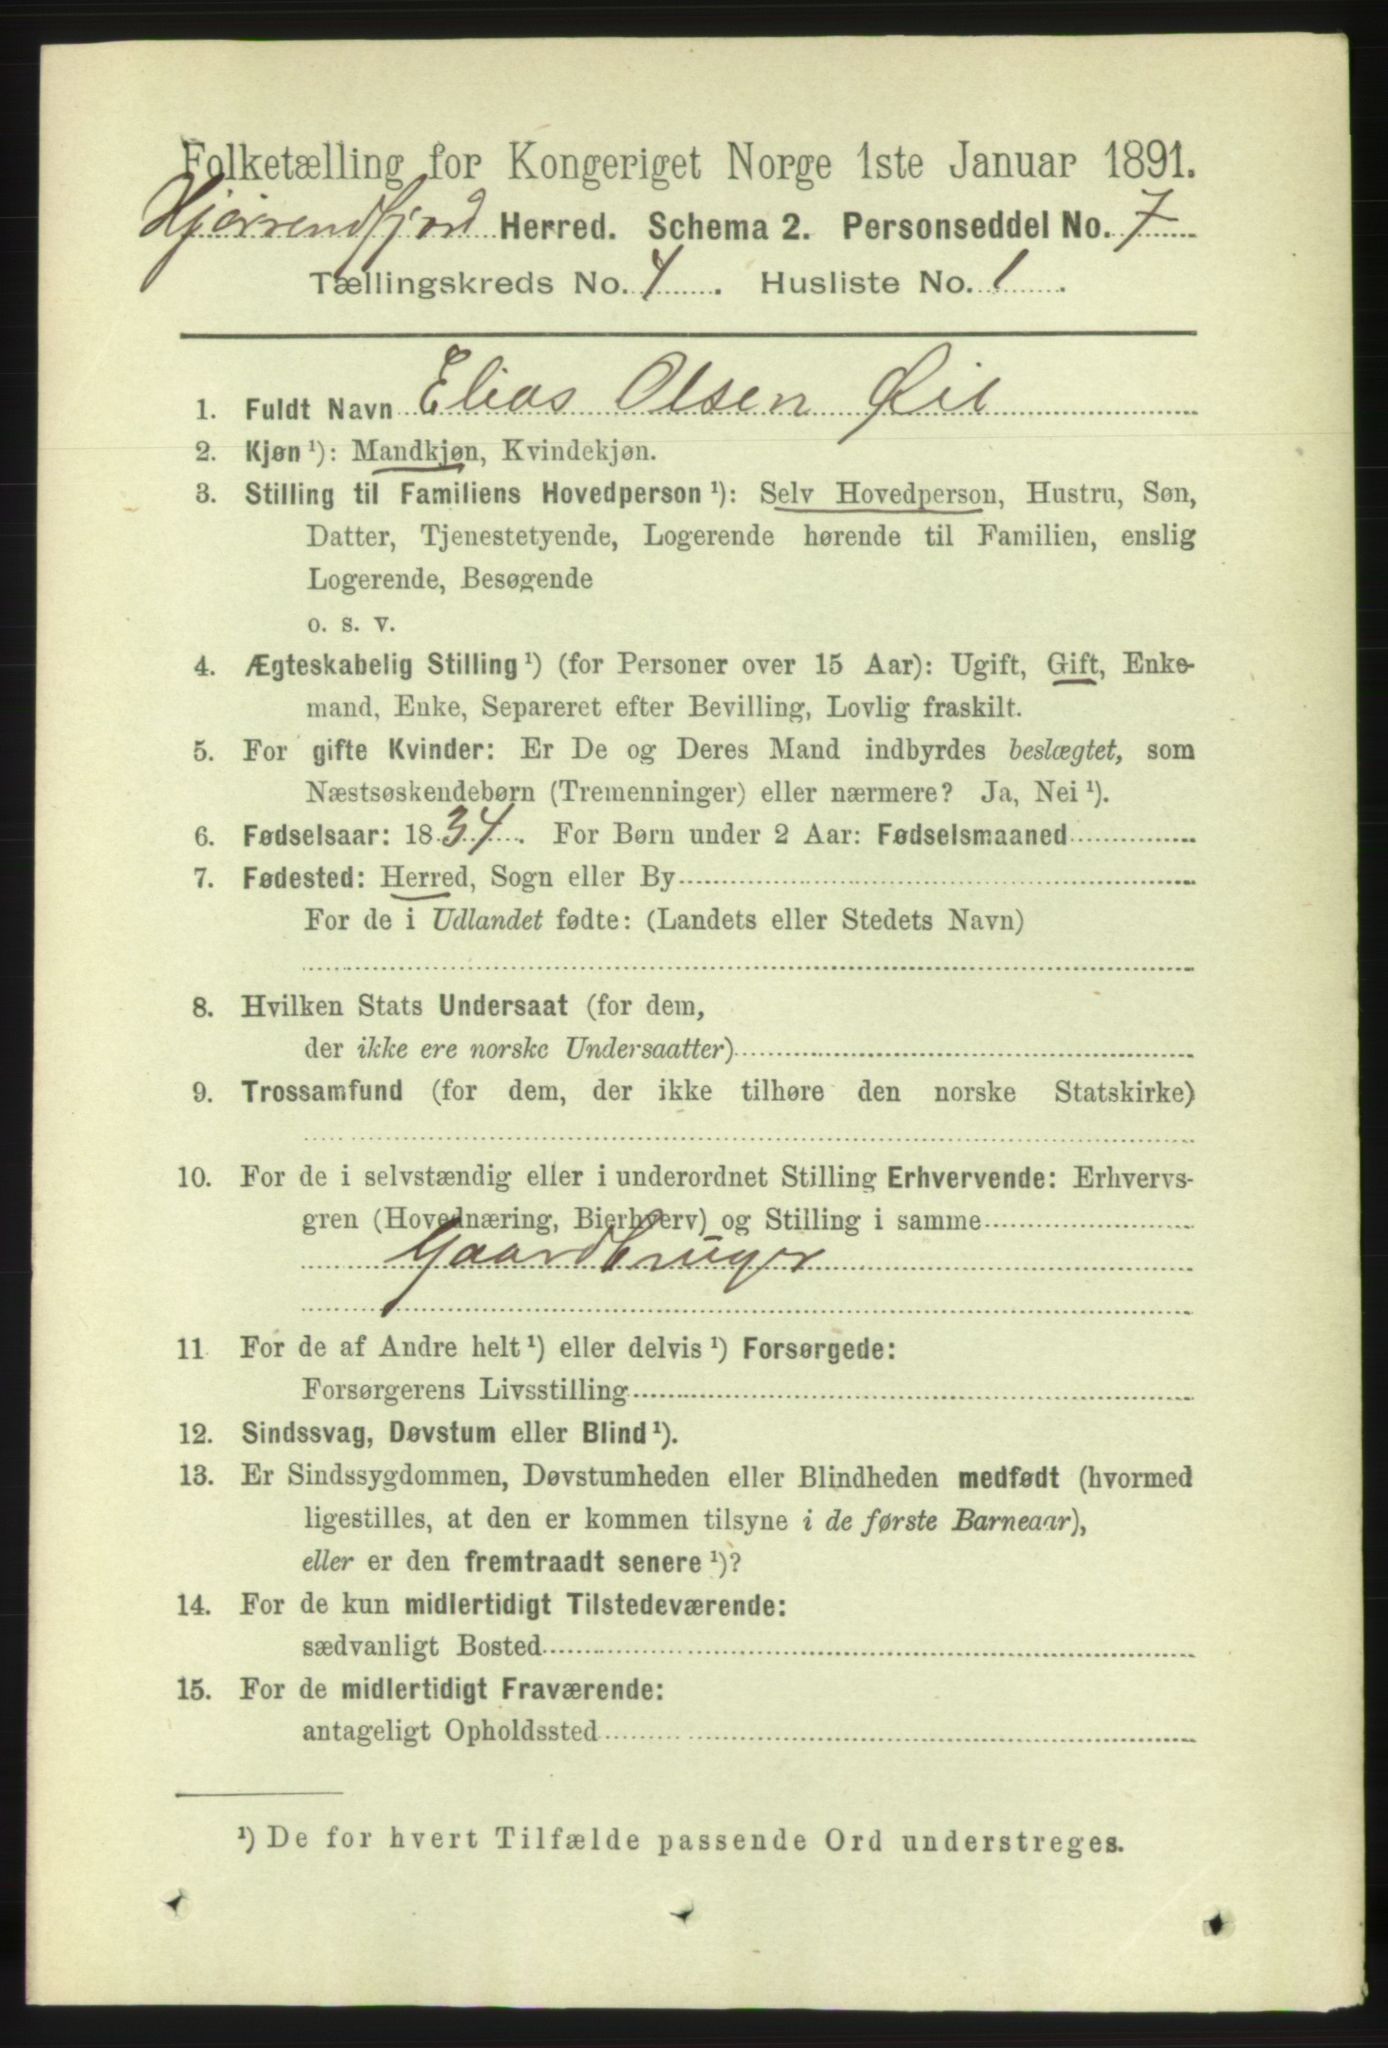 Folketælling for Kongeriget Norge 1ste Januar 1891.
Hjørrendfjord Herred. Schema 2. Personseddel No. 7
Tællingskreds No. 4. Husliste No. 1.
1. Fuldt Navn Elias Olsen Øie
2. Kjøn ¹): Mandkjøn, Kvindekjøn.
3. Stilling til Familiens Hovedperson ¹): Selv Hovedperson, Hustru, Søn,
Datter, Tjenestetyende, Logerende hørende til Familien, enslig
Logerende, Besøgende
o. s. v.
4. Ægteskabelig Stilling ¹) (for Personer over 15 Aar): Ugift, Gift, Enke-
mand, Enke, Separeret efter Bevilling, Lovlig fraskilt.
5. For gifte Kvinder: Er De og Deres Mand indbyrdes beslægtet, som
Næstsøskendebørn (Tremenninger) eller nærmere? Ja, Nei ¹).
6. Fødselsaar: 1834. For Børn under 2 Aar: Fødselsmaaned
7. Fødested: Herred, Sogn eller By
For de i Udlandet fødte: (Landets eller Stedets Navn)
8. Hvilken Stats Undersaat (for dem,
der ikke ere norske Undersaatter)
9. Trossamfund (for dem, der ikke tilhøre den norske Statskirke)
10. For de i selvstændig eller i underordnet Stilling Erhvervende: Erhvervs-
gren (Hovednæring, Bierhverv) og Stilling i samme
Gaardbruger
11 For de af Andre helt ¹) eller delvis ¹) Forsørgede:
Forsørgerens Livsstilling
12. Sindssvag, Døvstum eller Blind ¹).
13. Er Sindssygdommen, Døvstumheden eller Blindheden medfødt (hvormed
ligestilles, at den er kommen tilsyne i de første Barneaar),
eller er den fremtraadt senere ¹)?
14. For de kun midlertidigt Tilstedeværende:
sædvanligt Bosted
15. For de midlertidigt Fraværende:
antageligt Opholdssted
¹) De for hvert Tilfælde passende Ord understreges.